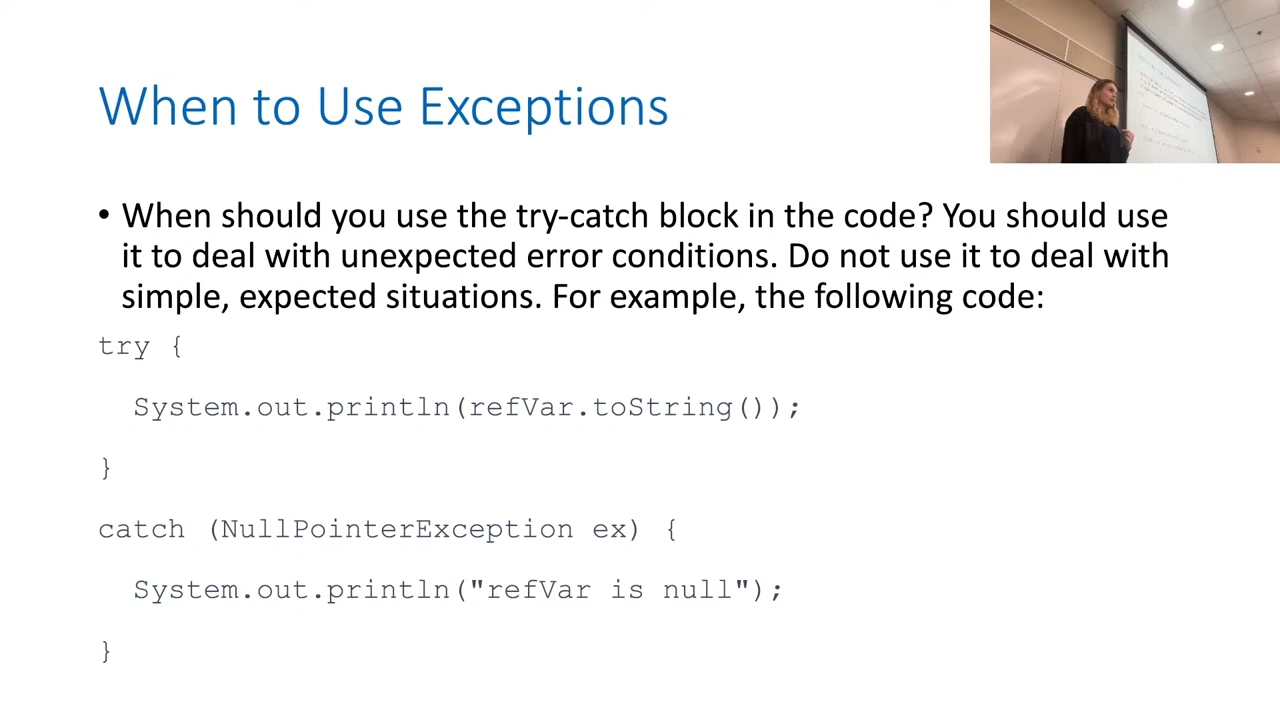 When to Use Exceptions
• When should you use the try-catch block in the code? You should use
it to deal with unexpected error conditions. Do not use it to deal with
simple, expected situations. For example, the following code:
try {
System.out.println(refVar.toString());
}
catch (NullPointerException ex) {
System.out.println("refVar is null");
}